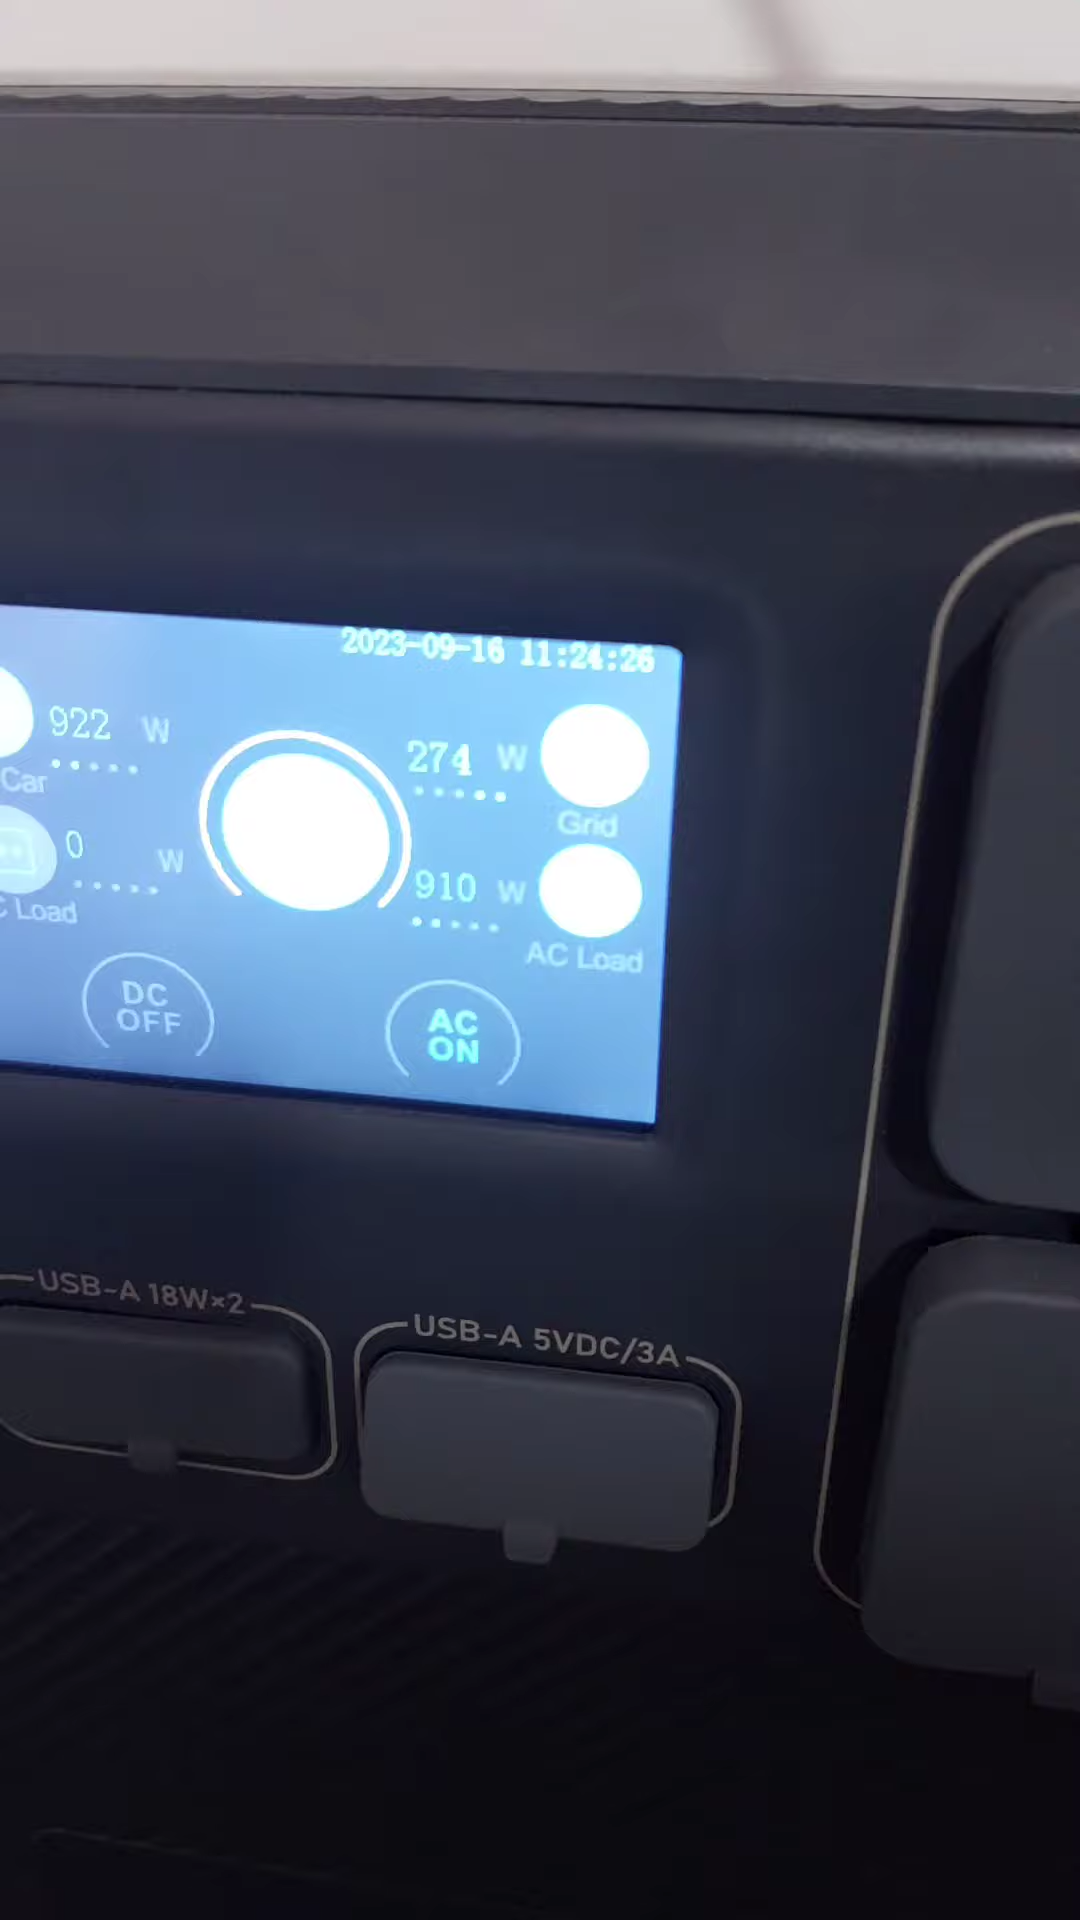 2023-09-16 11:24:26
922 W
Car
274 W
Grid
0 W
C Load
910 W
AC Load
DC
OFF
AC
ON
USB-A 18W×2
USB-A 5VDC/3A